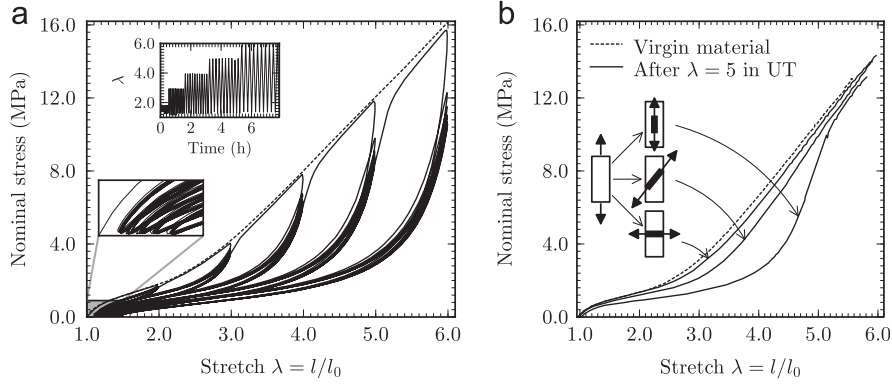 a
Nominal stress (MPa)
16.0
12.0
8.0
4.0
0.0
1.0 2.0 3.0 4.0 5.0 6.0
Stretch λ = l/l0
λ
6.0
4.0
2.0
0 2 4 6
Time (h)
b
Nominal stress (MPa)
16.0
12.0
8.0
4.0
0.0
1.0 2.0 3.0 4.0 5.0 6.0
Stretch λ = l/l0
Virgin material
After λ = 5 in UT